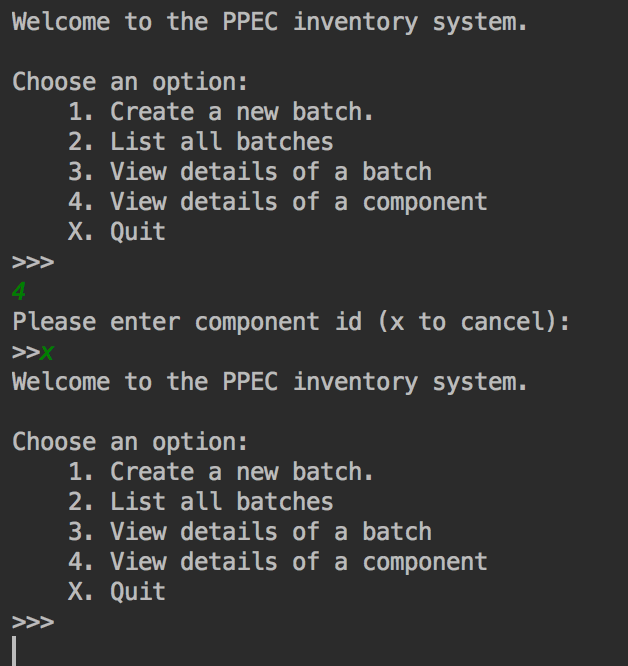 Welcome to the PPEC inventory system.

Choose an option:
    1. Create a new batch.
    2. List all batches
    3. View details of a batch
    4. View details of a component
    X. Quit
>>>
4
Please enter component id (x to cancel):
>>x
Welcome to the PPEC inventory system.

Choose an option:
    1. Create a new batch.
    2. List all batches
    3. View details of a batch
    4. View details of a component
    X. Quit
>>>